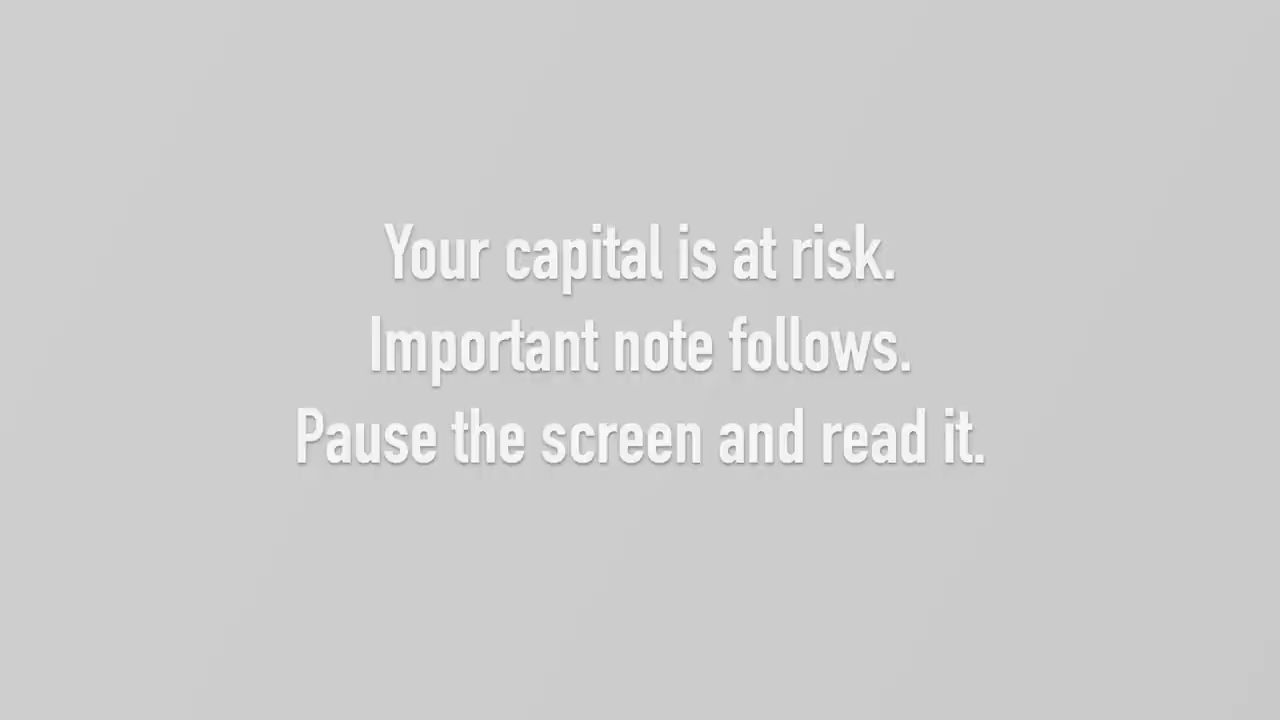 Your capital is at risk.
Important note follows.
Pause the screen and read it.